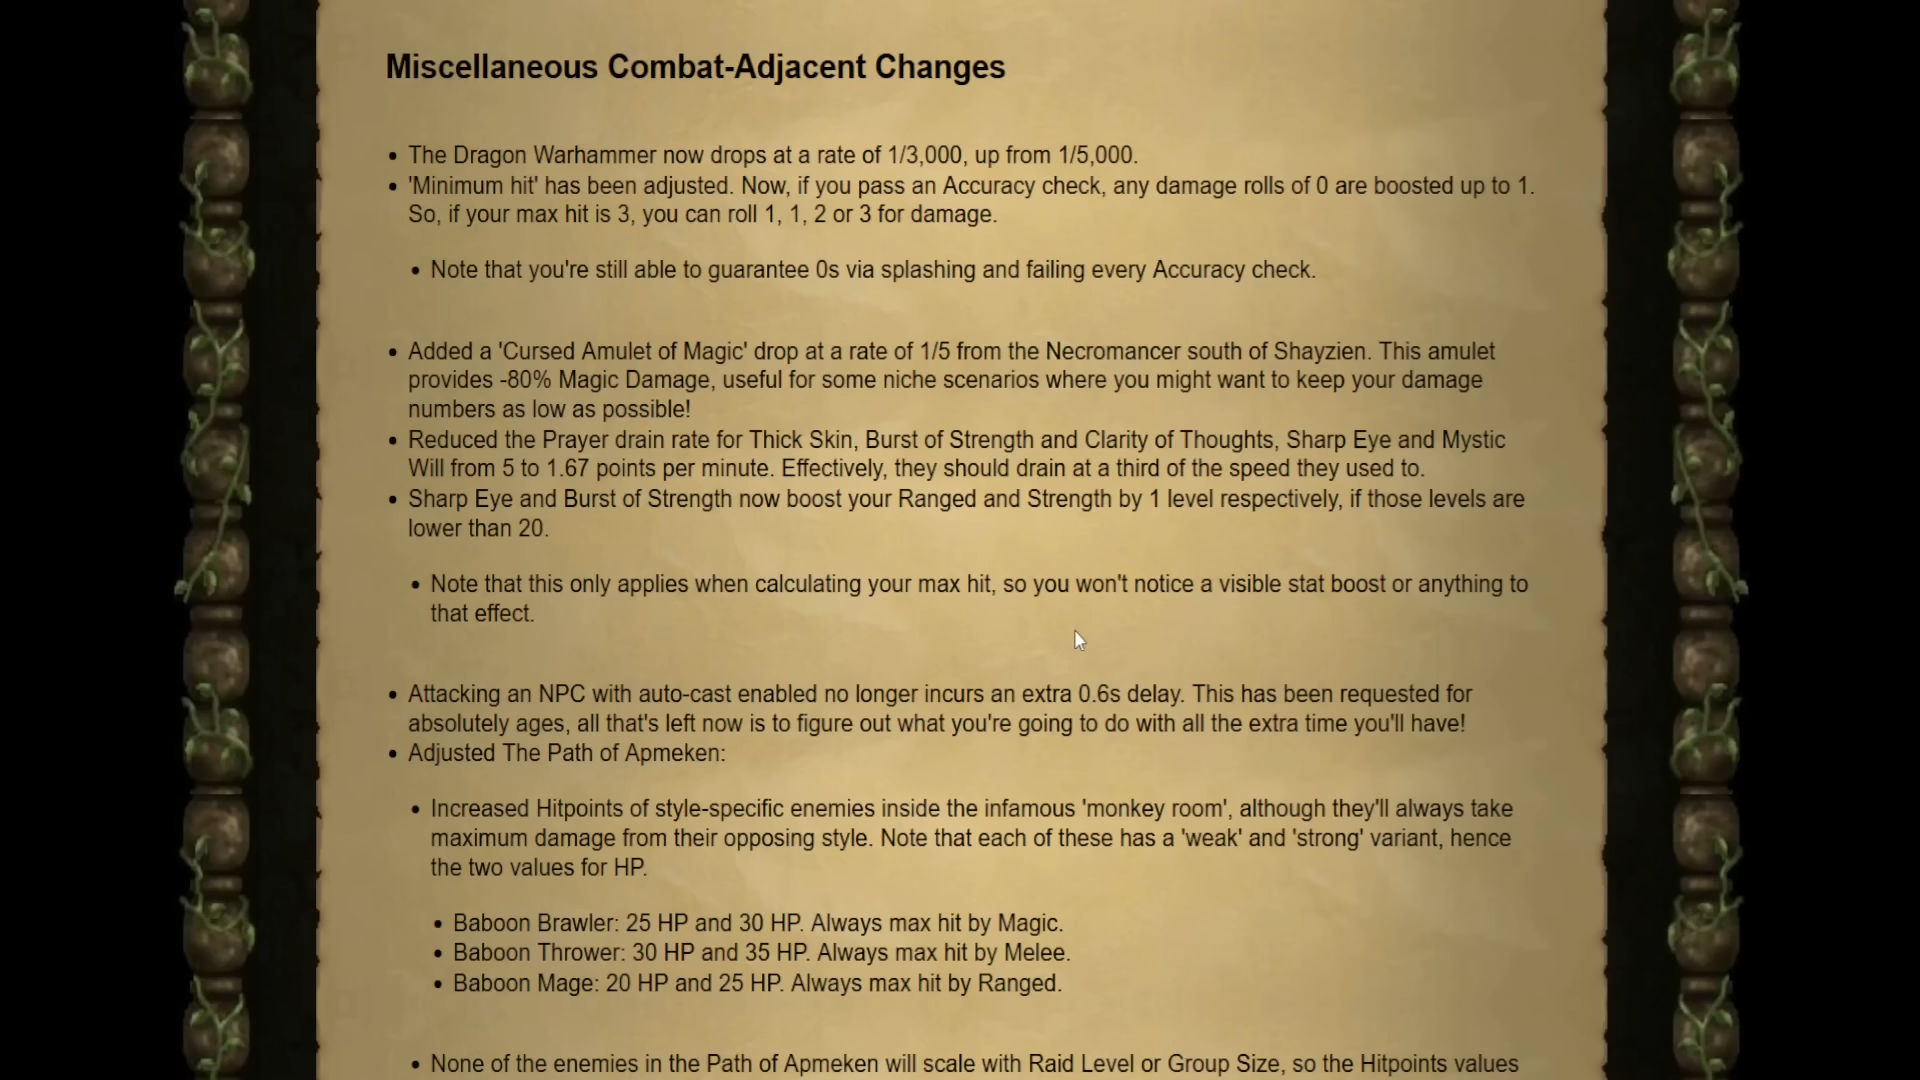 Miscellaneous Combat-Adjacent Changes
• The Dragon Warhammer now drops at a rate of 1/3,000, up from 1/5,000.
• 'Minimum hit' has been adjusted. Now, if you pass an Accuracy check, any damage rolls of 0 are boosted up to 1.
So, if your max hit is 3, you can roll 1, 1, 2 or 3 for damage.
• Note that you're still able to guarantee 0s via splashing and failing every Accuracy check.
• Added a 'Cursed Amulet of Magic' drop at a rate of 1/5 from the Necromancer south of Shayzien. This amulet
provides -80% Magic Damage, useful for some niche scenarios where you might want to keep your damage
numbers as low as possible!
• Reduced the Prayer drain rate for Thick Skin, Burst of Strength and Clarity of Thoughts, Sharp Eye and Mystic
Will from 5 to 1.67 points per minute. Effectively, they should drain at a third of the speed they used to.
• Sharp Eye and Burst of Strength now boost your Ranged and Strength by 1 level respectively, if those levels are
lower than 20.
• Note that this only applies when calculating your max hit, so you won't notice a visible stat boost or anything to
that effect.
• Attacking an NPC with auto-cast enabled no longer incurs an extra 0.6s delay. This has been requested for
absolutely ages, all that's left now is to figure out what you're going to do with all the extra time you'll have!
• Adjusted The Path of Apmeken:
• Increased Hitpoints of style-specific enemies inside the infamous 'monkey room', although they'll always take
maximum damage from their opposing style. Note that each of these has a 'weak' and 'strong' variant, hence
the two values for HP.
• Baboon Brawler: 25 HP and 30 HP. Always max hit by Magic.
• Baboon Thrower: 30 HP and 35 HP. Always max hit by Melee.
• Baboon Mage: 20 HP and 25 HP. Always max hit by Ranged.
• None of the enemies in the Path of Apmeken will scale with Raid Level or Group Size, so the Hitpoints values